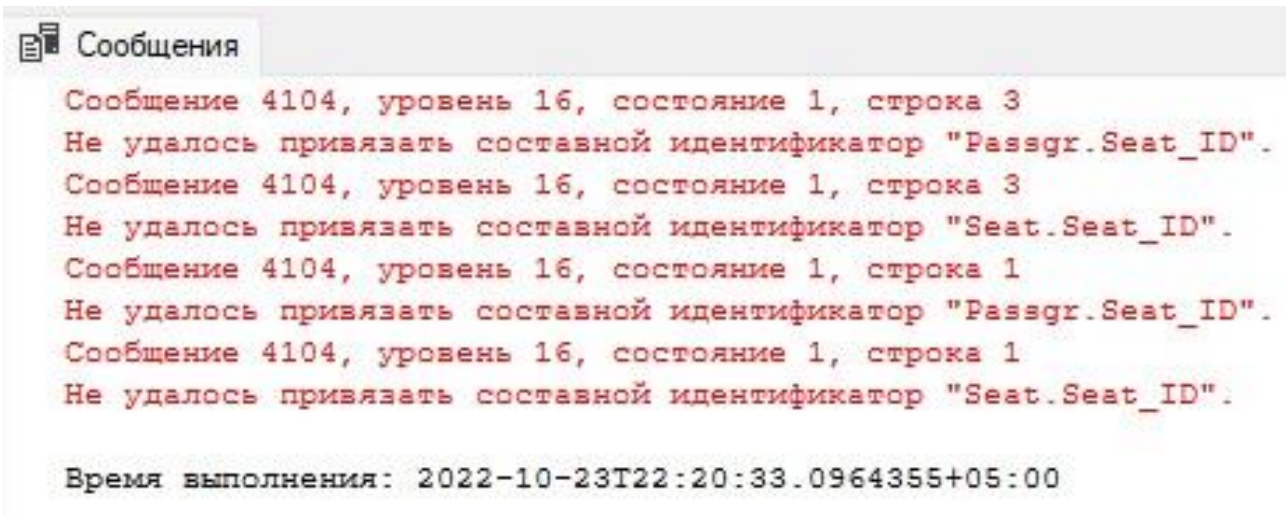 Сообщения
Сообщение 4104, уровень 16, состояние 1, строка 3
Не удалось привязать составной идентификатор "Passgr.Seat_ID".
Сообщение 4104, уровень 16, состояние 1, строка 3
Не удалось привязать составной идентификатор "Seat.Seat_ID".
Сообщение 4104, уровень 16, состояние 1, строка 1
Не удалось привязать составной идентификатор "Passgr.Seat_ID".
Сообщение 4104, уровень 16, состояние 1, строка 1
Не удалось привязать составной идентификатор "Seat.Seat_ID".
Время выполнения: 2022-10-23T22:20:33.0964355+05:00